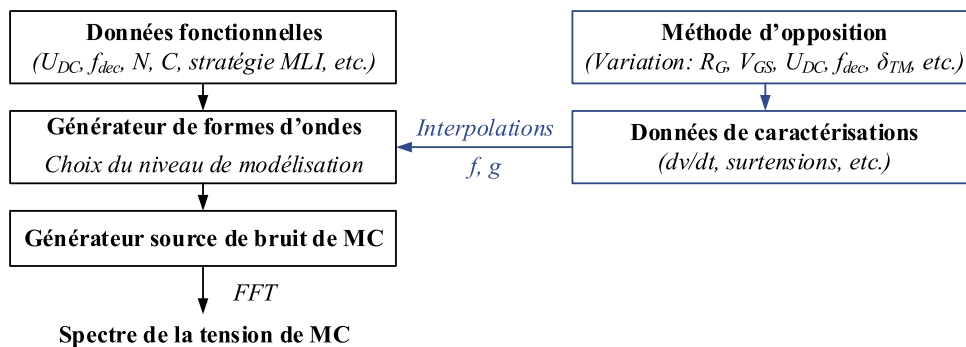 Données fonctionnelles
(U_DC, f_dec, N, C, stratégie MLI, etc.)
Méthode d'opposition
(Variation: R_G, V_GS, U_DC, f_dec, δ_TM, etc.)
Générateur de formes d'ondes
Choix du niveau de modélisation
Interpolations
f, g
Données de caractérisations
(dv/dt, surtensions, etc.)
Générateur source de bruit de MC
FFT
Spectre de la tension de MC